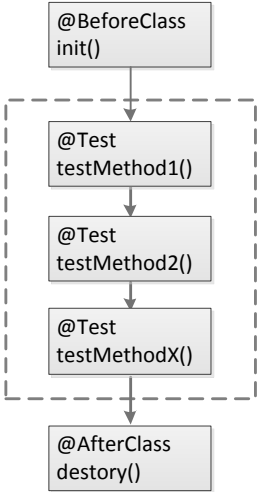 @BeforeClass
init()
@Test
testMethod1()
@Test
testMethod2()
@Test
testMethodX()
@AfterClass
destory()